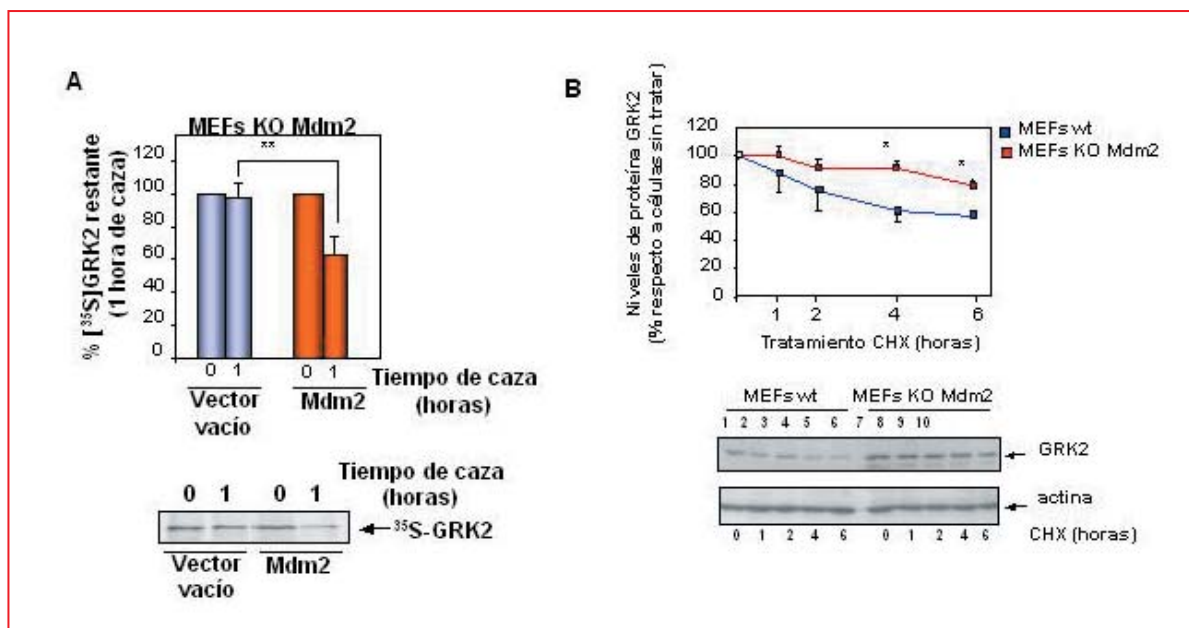 A
MEFs KO Mdm2
**
% [35S]GRK2 restante
(1 hora de caza)
120
100
80
60
40
20
0
0 1 0 1
Tiempo de caza
(horas)
Vector
vacío
Mdm2
Tiempo de caza
(horas)
0 1 0 1
35S-GRK2
Vector
vacío
Mdm2
B
Niveles de proteína GRK2
(% respecto a células sin tratar)
120
100
80
60
40
20
0
* *
MEFs wt
MEFs KO Mdm2
1 2 4 6
Tratamiento CHX (horas)
MEFs wt MEFs KO Mdm2
1 2 3 4 5 6 7 8 9 10
GRK2
actina
0 1 2 4 6 0 1 2 4 6 CHX (horas)